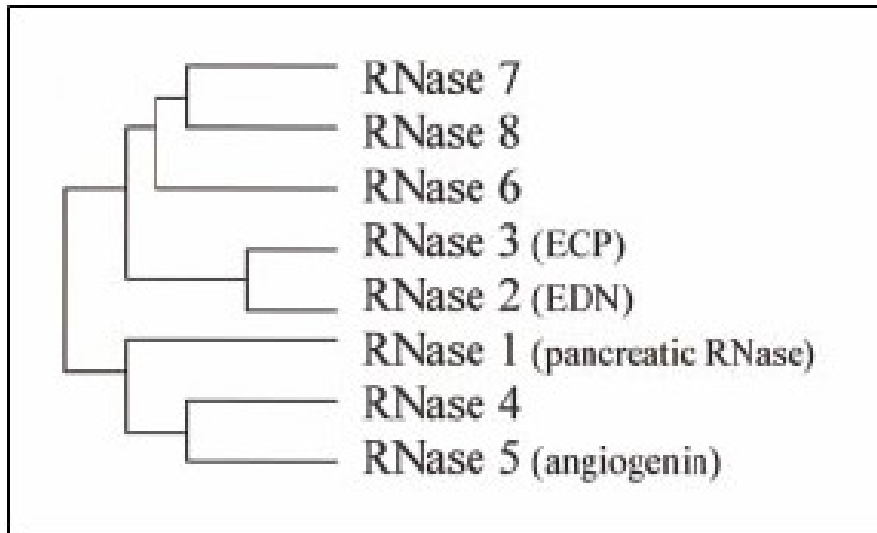 RNase 7
RNase 8
RNase 6
RNase 3 (ECP)
RNase 2 (EDN)
RNase 1 (pancreatic RNase)
RNase 4
RNase 5 (angiogenin)